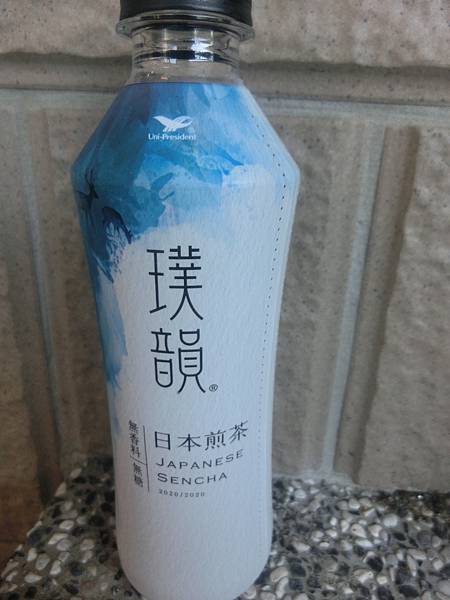 Uni-President
璞韻®
日本煎茶
JAPANESE
SENCHA
2020/2020
無香料 無糖